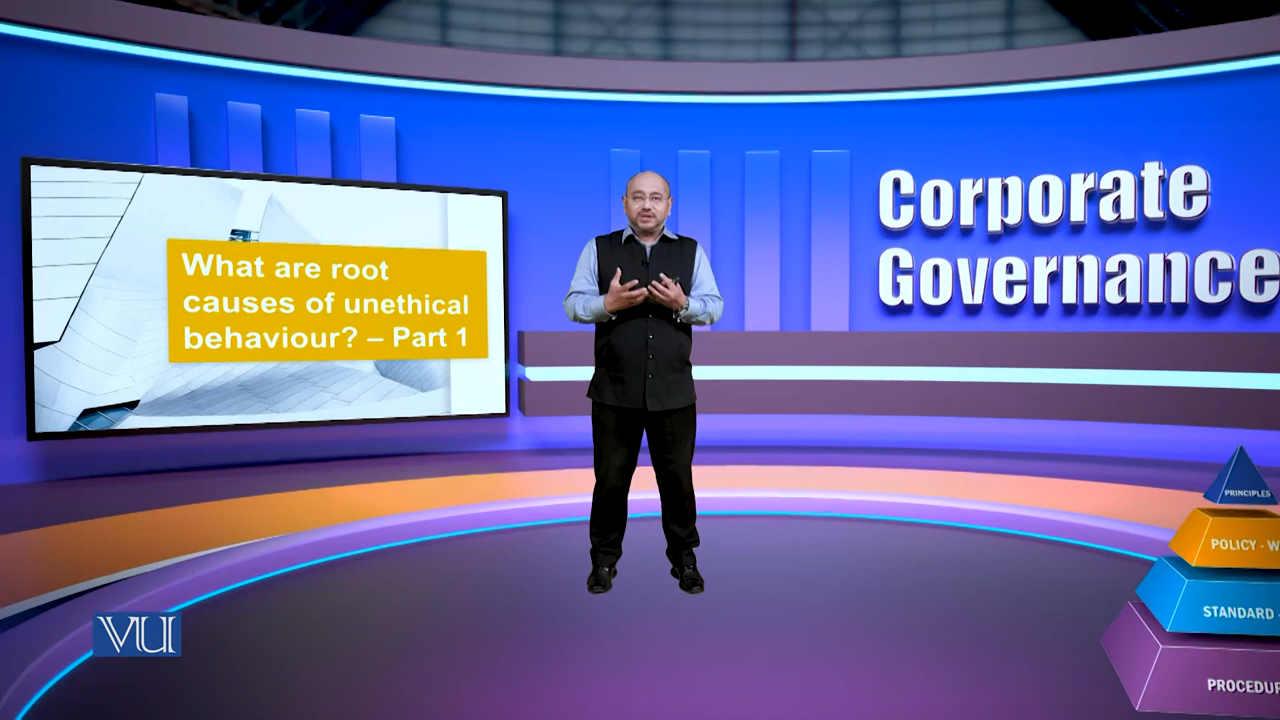 What are root
causes of unethical
behaviour? – Part 1
Corporate
Governance
PRINCIPLES
POLICY - W
STANDARD -
PROCEDUR
VU